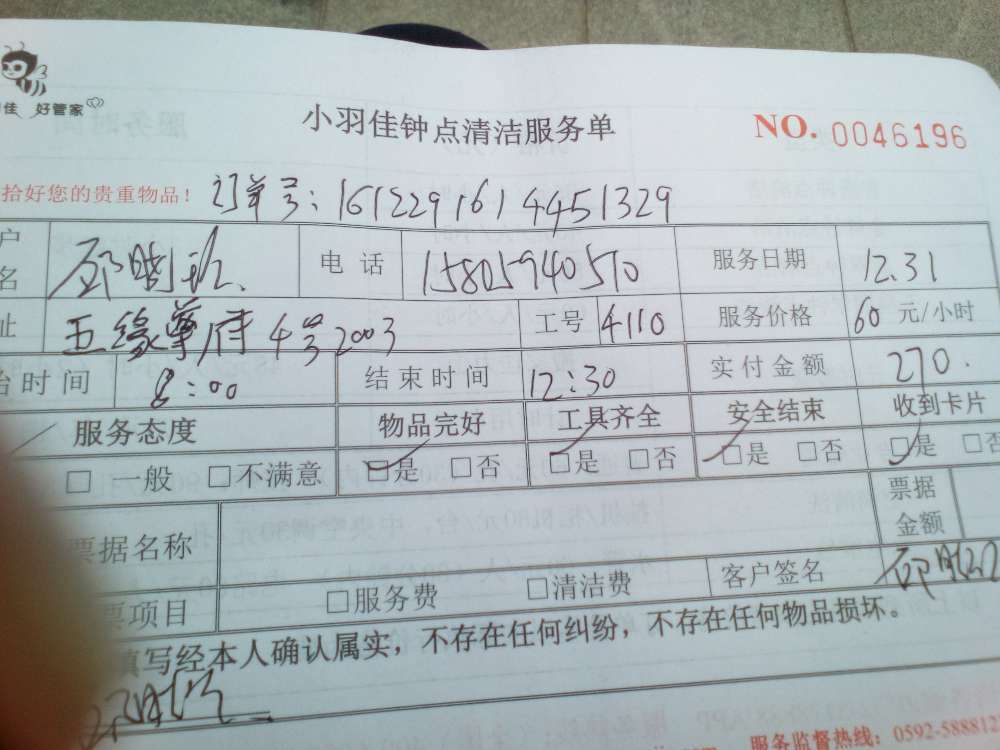 佳 好管家
小羽佳钟点清洁服务单 NO. 0046196
拾好您的贵重物品! 订单号:1612291614451329
户名 邱 电话 15805940510 服务日期 12.31
址 五缘尊府4号2003 工号 4110 服务价格 60 元/小时
始时间 8:00 结束时间 12:30 实付金额 270.
服务态度 物品完好 工具齐全 安全结束 收到卡片
□ 一般 □不满意 □是 □否 □是 □否 □是 □否 □是 □否
票据名称 票据金额
票项目 □服务费 □清洁费 客户签名
填写经本人确认属实,不存在任何纠纷,不存在任何物品损坏。
服务监督热线:0592-588812